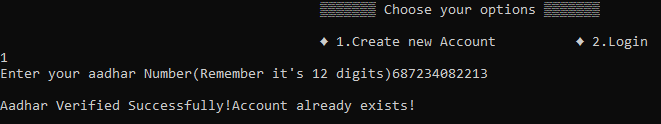 ▒▒▒▒▒▒▒ Choose your options ▒▒▒▒▒▒▒
♦ 1.Create new Account ♦ 2.Login
1
Enter your aadhar Number(Remember it's 12 digits)687234082213
Aadhar Verified Successfully!Account already exists!